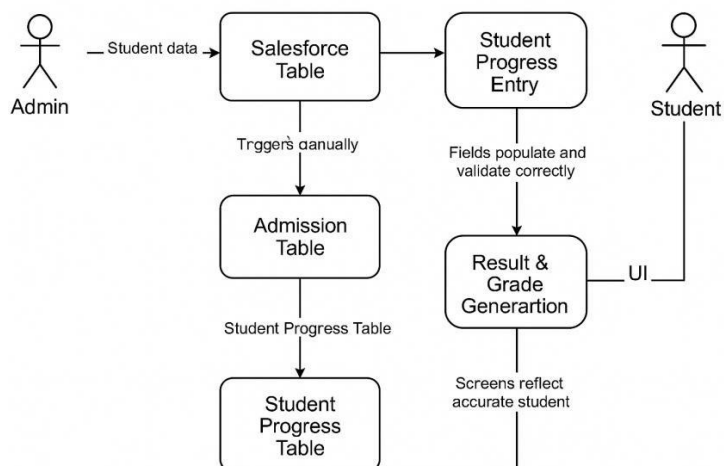 Student data
Salesforce
Table
Student
Progress
Entry
Admin
Student
Trggers ɑanually
Fields populate and
validate correctly
Admission
Table
Result &
Grade
Generartion
UI
Student Progress Table
Screens reflect
accurate student
Student
Progress
Table